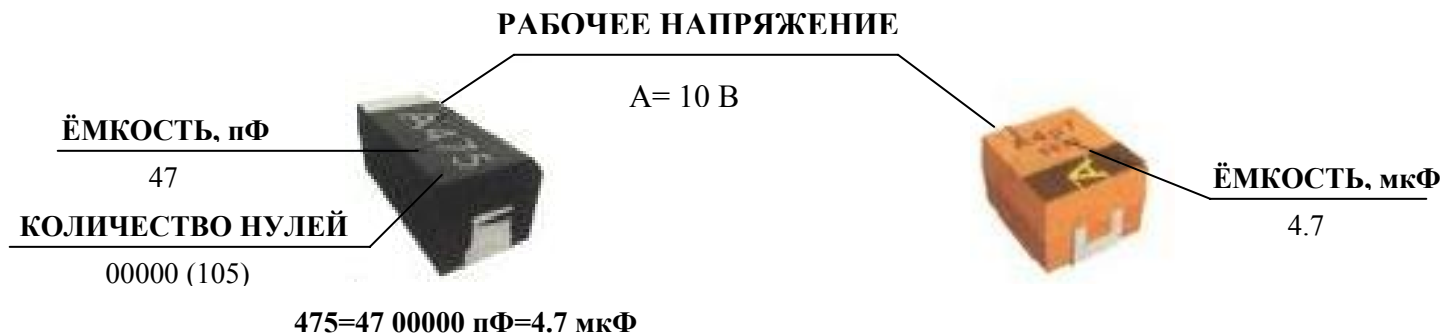 РАБОЧЕЕ НАПРЯЖЕНИЕ
А= 10 В
ЁМКОСТЬ, пФ
47
КОЛИЧЕСТВО НУЛЕЙ
00000 (105)
475=47 00000 пФ=4.7 мкФ
A475
A
ЁМКОСТЬ, мкФ
4.7